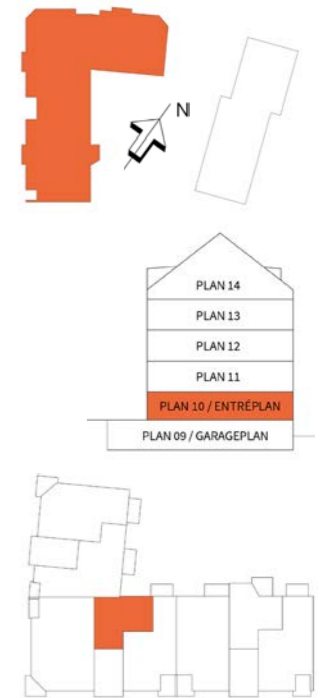 N
PLAN 14
PLAN 13
PLAN 12
PLAN 11
PLAN 10 / ENTRÉPLAN
PLAN 09 / GARAGEPLAN